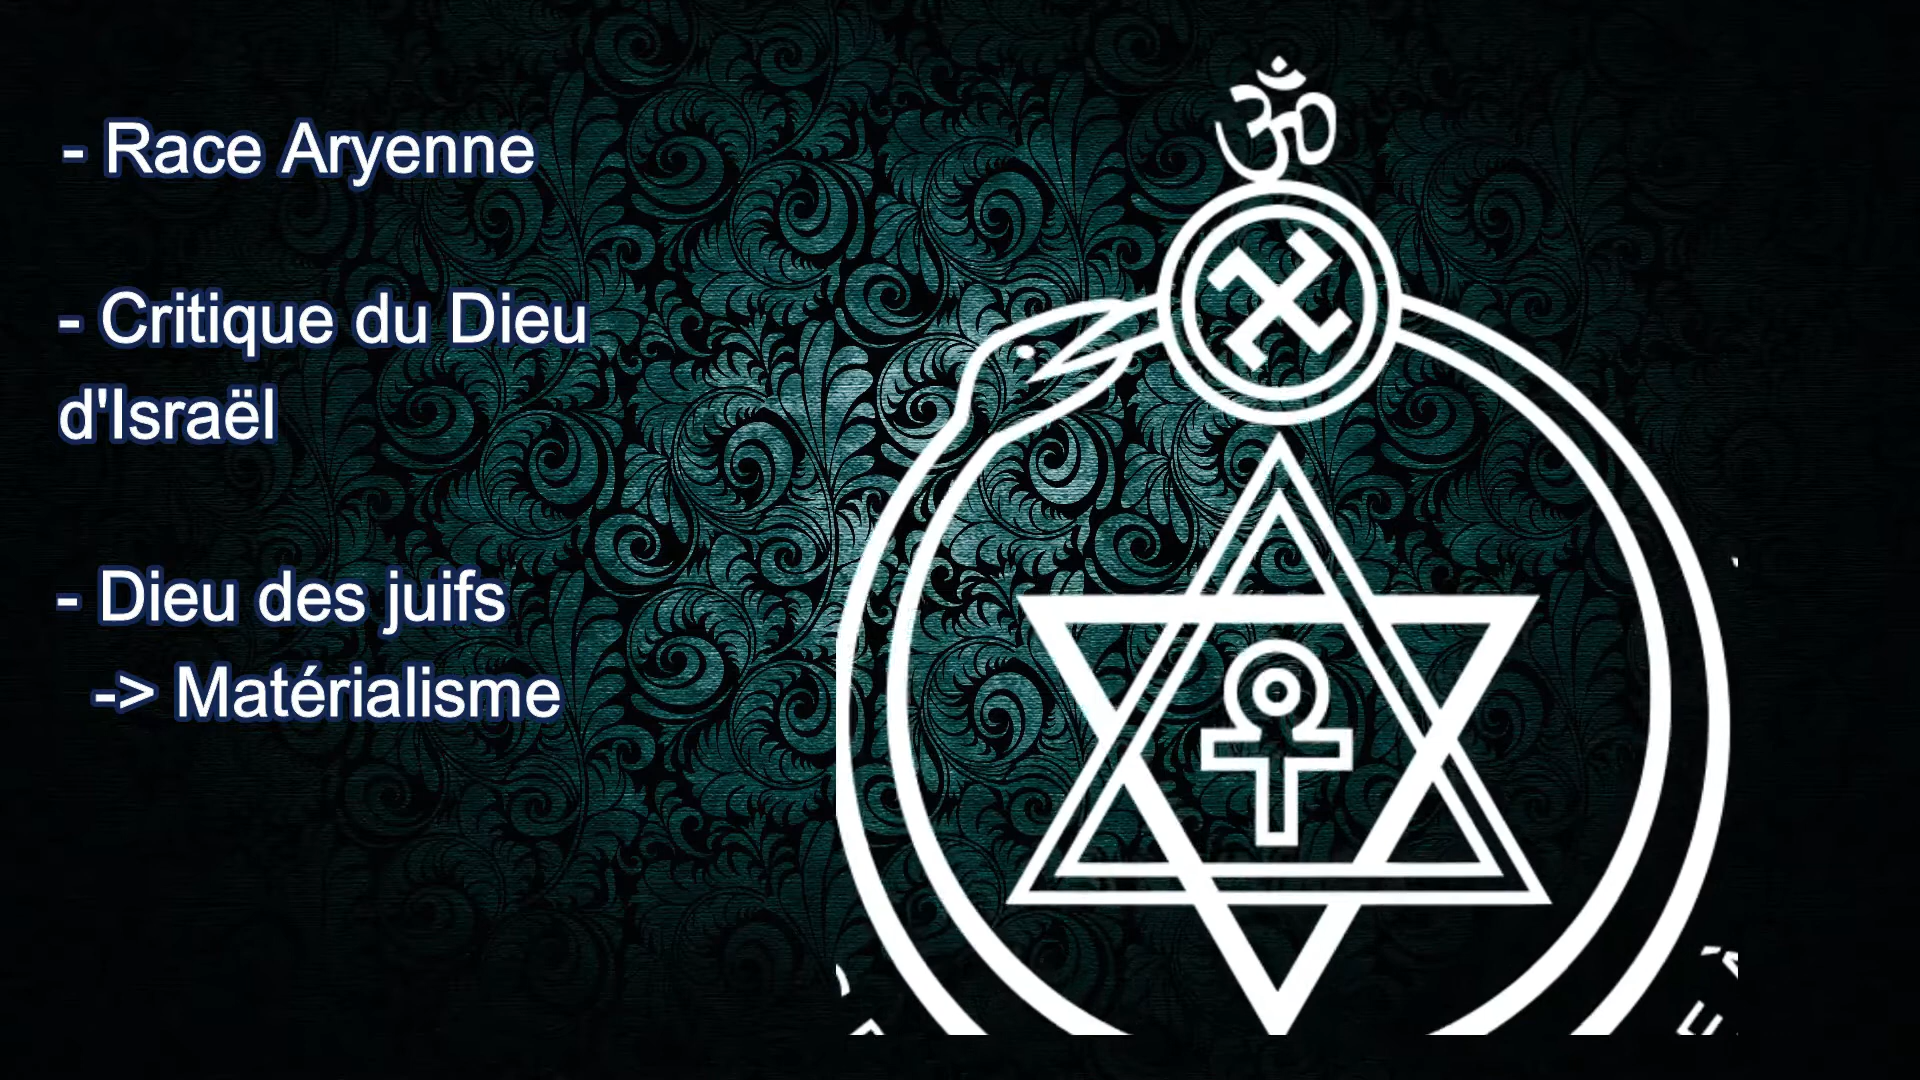 - Race Aryenne
- Critique du Dieu
d'Israël
- Dieu des juifs
-> Matérialisme
ॐ